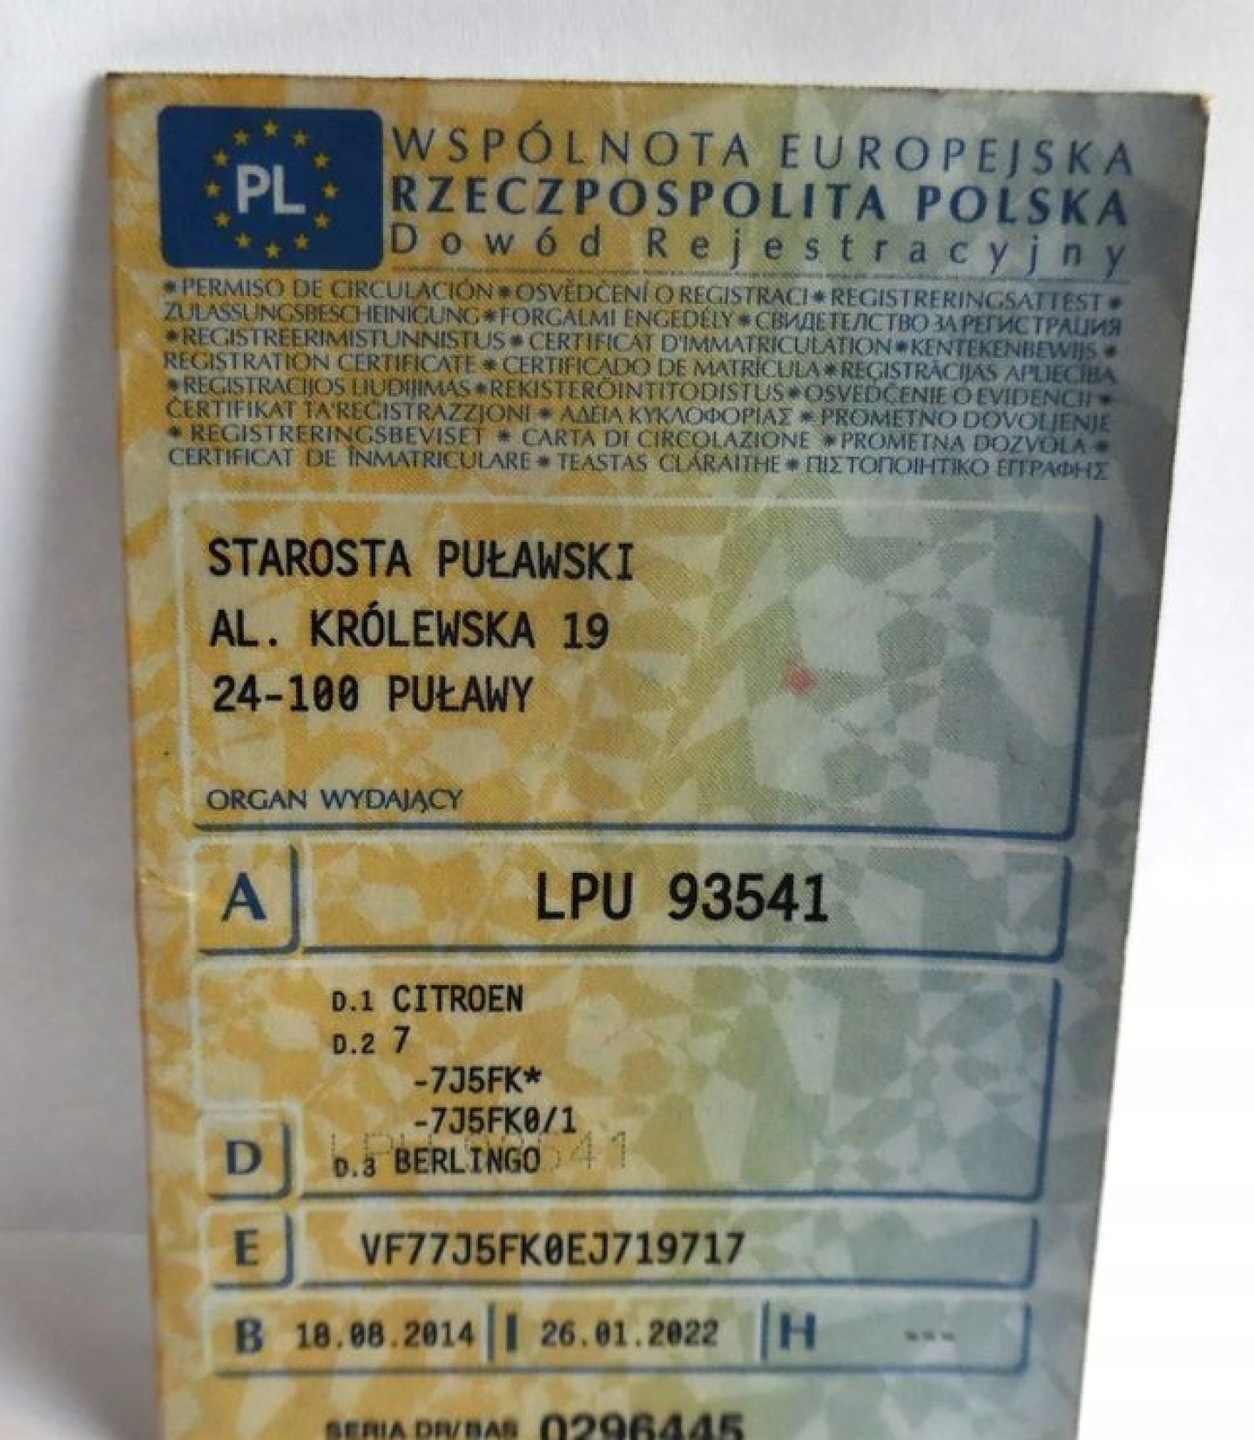 PL
WSPÓLNOTA EUROPEJSKA
RZECZPOSPOLITA POLSKA
Dowód Rejestracyjny
*PERMISO DE CIRCULACIÓN*OSVĚDČENÍ O REGISTRACI*REGISTRERINGSATTEST*
ZULASSUNGSBESCHEINIGUNG*FORGALMI ENGEDÉLY*СВИДЕТЕЛСТВО ЗА РЕГИСТРАЦИЯ
*REGISTREERIMISTUNNISTUS*CERTIFICAT D'IMMATRICULATION*KENTEKENBEWIJS*
REGISTRATION CERTIFICATE*CERTIFICADO DE MATRÍCULA*REGISTRĀCIJAS APLIECĪBA
*REGISTRACIJOS LIUDIJIMAS*REKISTERÖINTITODISTUS*OSVEDČENIE O EVIDENCII*
ĊERTIFIKAT TA'REĠISTRAZZJONI*ΑΔΕΙΑ ΚΥΚΛΟΦΟΡΙΑΣ*PROMETNO DOVOLJENJE
*REGISTRERINGSBEVISET*CARTA DI CIRCOLAZIONE*PROMETNA DOZVOLA*
CERTIFICAT DE ÎNMATRICULARE*TEASTAS CLÁRAITHE*ΠΙΣΤΟΠΟΙΗΤΙΚΟ ΕΓΓΡΑΦΗΣ
STAROSTA PUŁAWSKI
AL. KRÓLEWSKA 19
24-100 PUŁAWY
ORGAN WYDAJĄCY
A LPU 93541
D.1 CITROEN
D.2 7
-7J5FK*
-7J5FK0/1
D D.3 BERLINGO
E VF77J5FK0EJ719717
B 18.08.2014 I 26.01.2022 H ---
SERIA DR/BAS 0296445